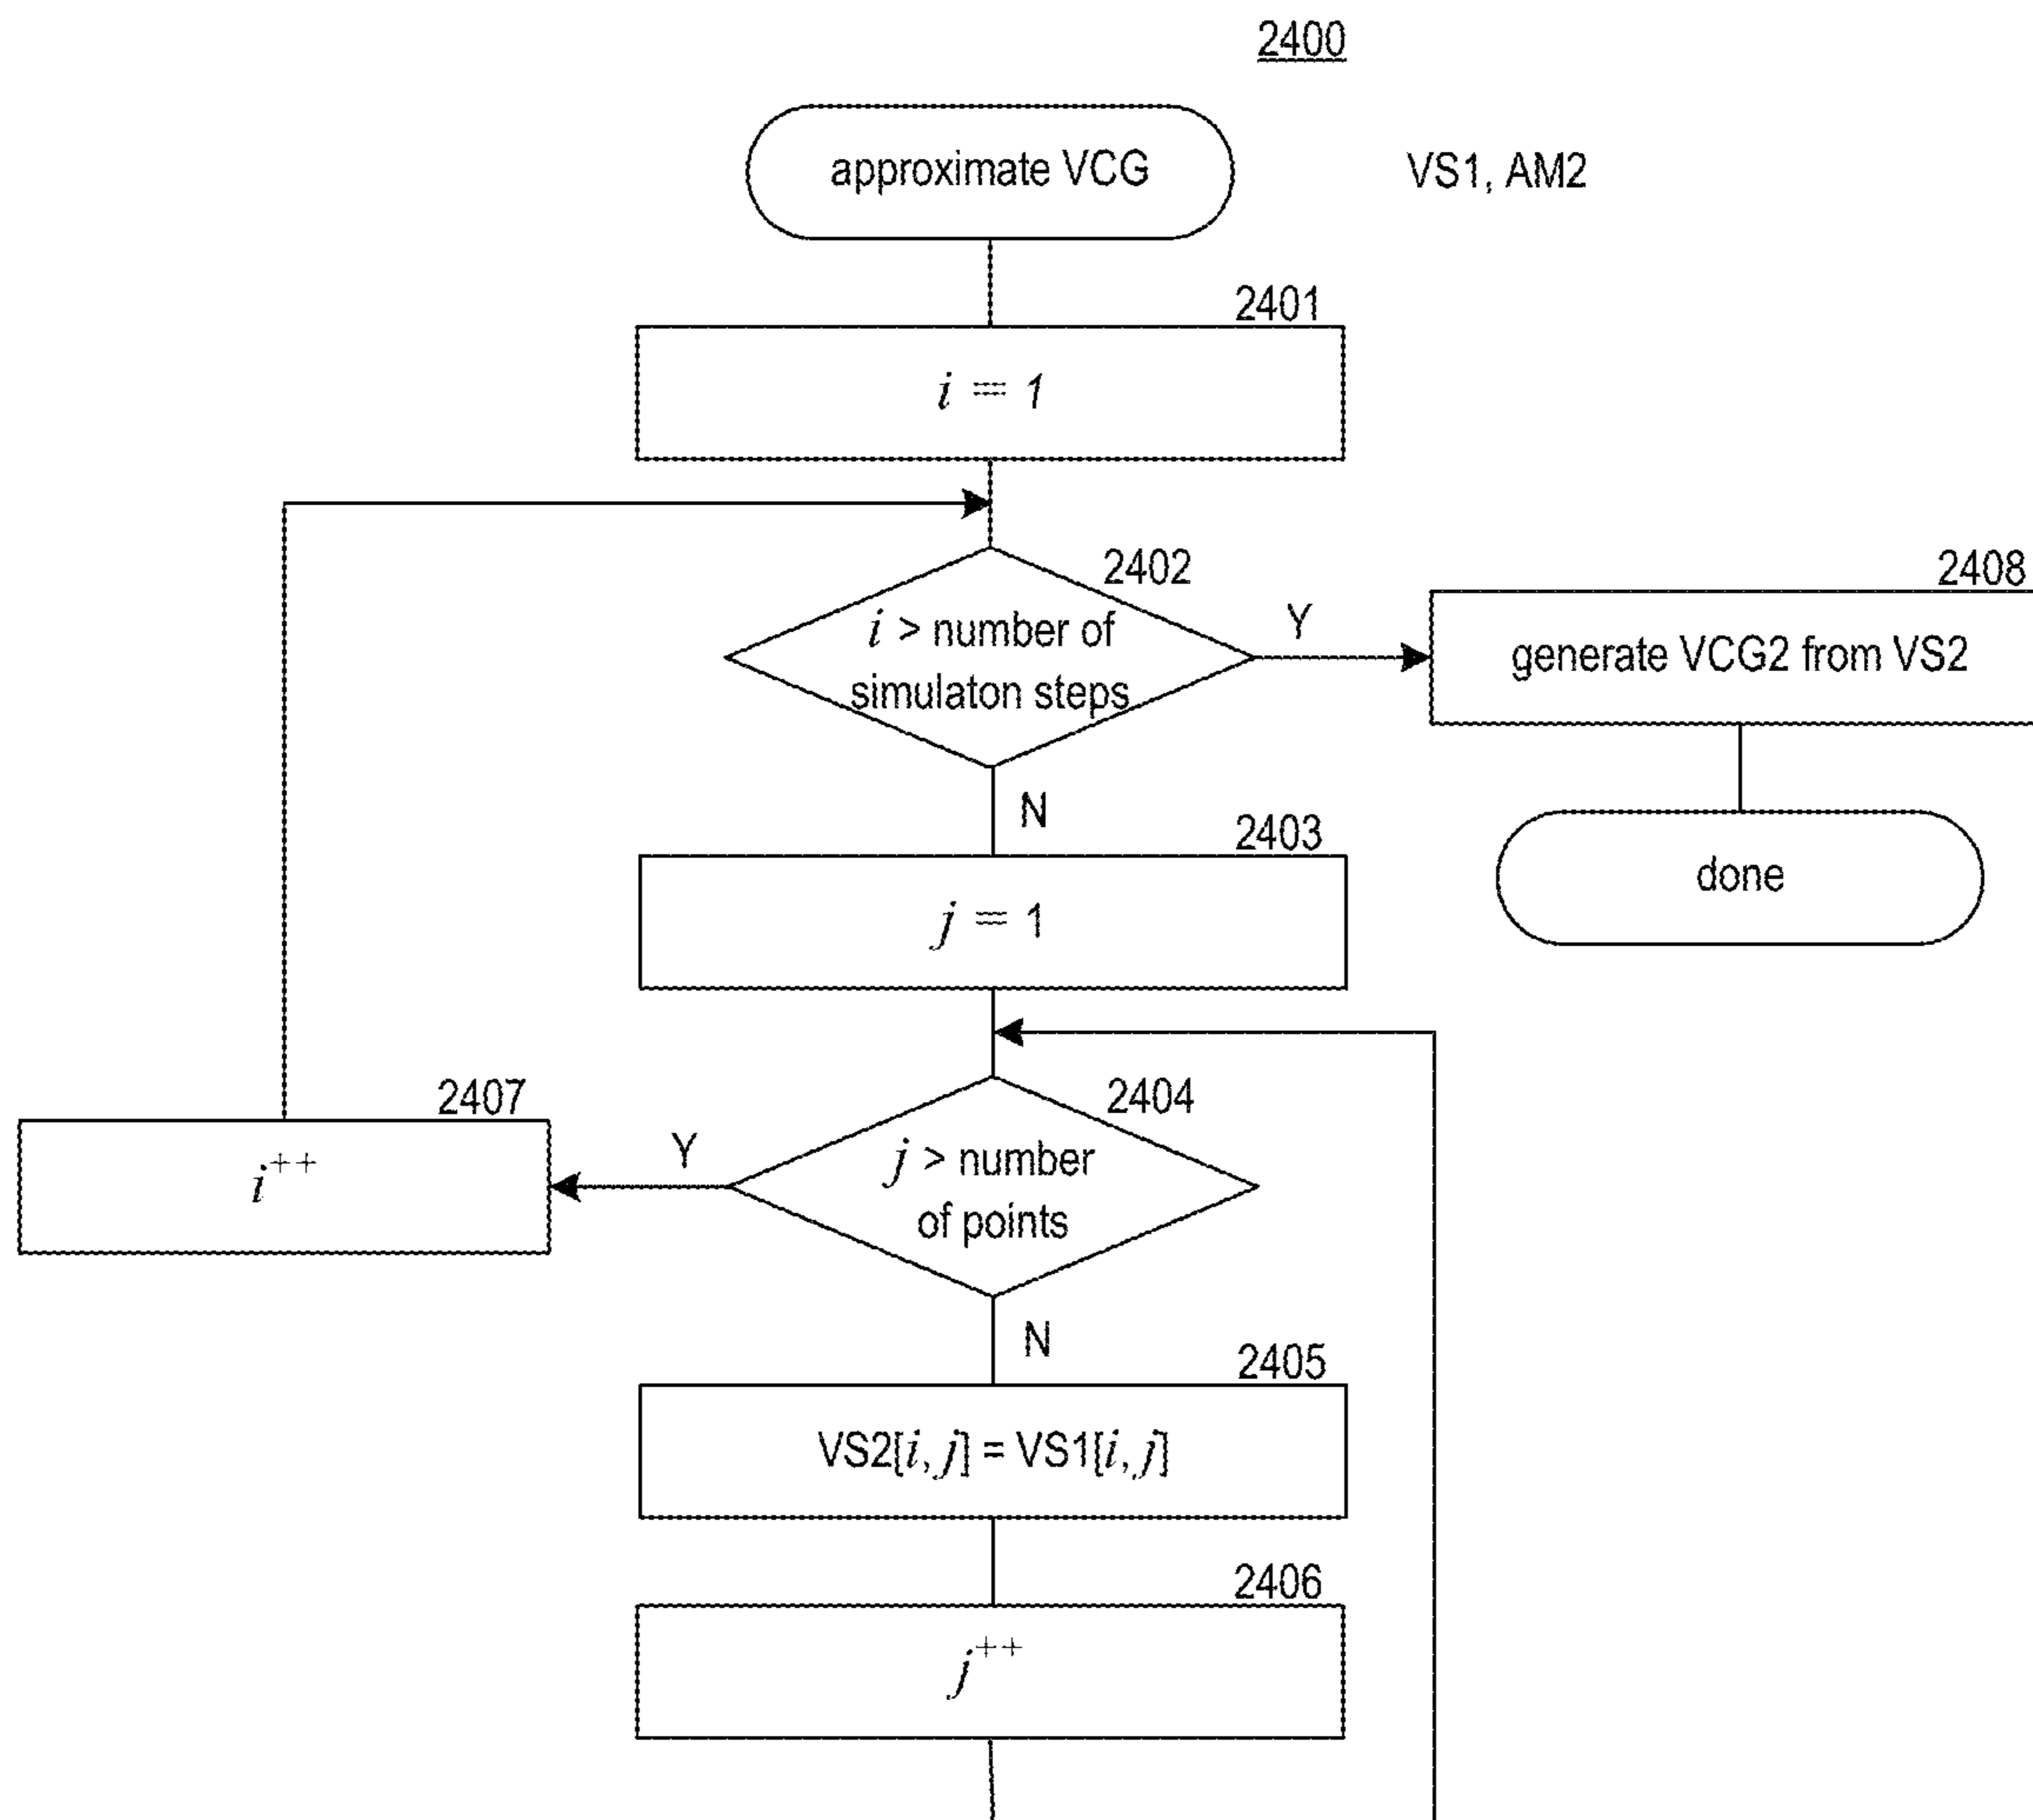 2400
approximate VCG
VS1, AM2
2401
i = 1
2402
i > number of
simulaton steps
Y
2408
generate VCG2 from VS2
N
2403
j = 1
done
2407
i++
2404
Y
j > number
of points
N
2405
VS2[i, j] = VS1[i, j]
2406
j++